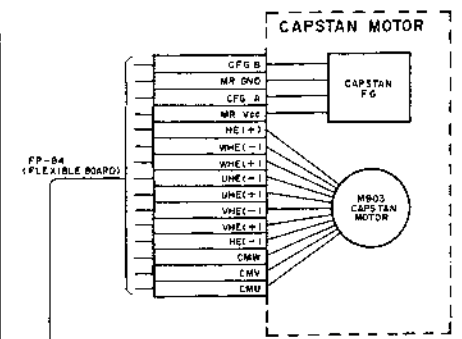 CAPSTAN MOTOR
CFG B
MR GND
CFG A
MR Vcc
HE(+)
WHE(-)
WHE(+)
UHE(-)
UHE(+)
VHE(-)
VHE(+)
HE(-)
CMW
CMV
CMU
CAPSTAN
FG
FP-84
(FLEXIBLE BOARD)
M903
CAPSTAN
MOTOR